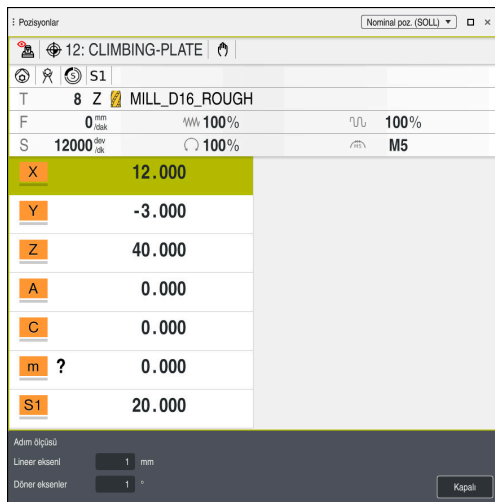 Pozisyonlar Nominal poz. (SOLL)
12: CLIMBING-PLATE
S S1
T 8 Z MILL_D16_ROUGH
F 0 mm/dak 100% 100%
S 12000 dev/dk 100% M5 M5
X 12.000
Y -3.000
Z 40.000
A 0.000
C 0.000
m ? 0.000
S1 20.000
Adım ölçüsü
Lineer eksenl 1 mm
Döner eksenler 1 °
Kapalı